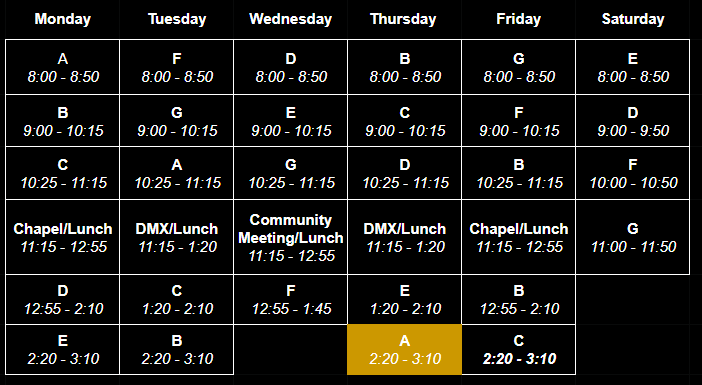 Monday Tuesday Wednesday Thursday Friday Saturday
A F D B G E
8:00 - 8:50 8:00 - 8:50 8:00 - 8:50 8:00 - 8:50 8:00 - 8:50 8:00 - 8:50
B G E C F D
9:00 - 10:15 9:00 - 10:15 9:00 - 10:15 9:00 - 10:15 9:00 - 10:15 9:00 - 9:50
C A G D B F
10:25 - 11:15 10:25 - 11:15 10:25 - 11:15 10:25 - 11:15 10:25 - 11:15 10:00 - 10:50
Chapel/Lunch DMX/Lunch Community Meeting/Lunch DMX/Lunch Chapel/Lunch G
11:15 - 12:55 11:15 - 1:20 11:15 - 12:55 11:15 - 1:20 11:15 - 12:55 11:00 - 11:50
D C F E B
12:55 - 2:10 1:20 - 2:10 12:55 - 1:45 1:20 - 2:10 12:55 - 2:10
E B A C
2:20 - 3:10 2:20 - 3:10 2:20 - 3:10 2:20 - 3:10